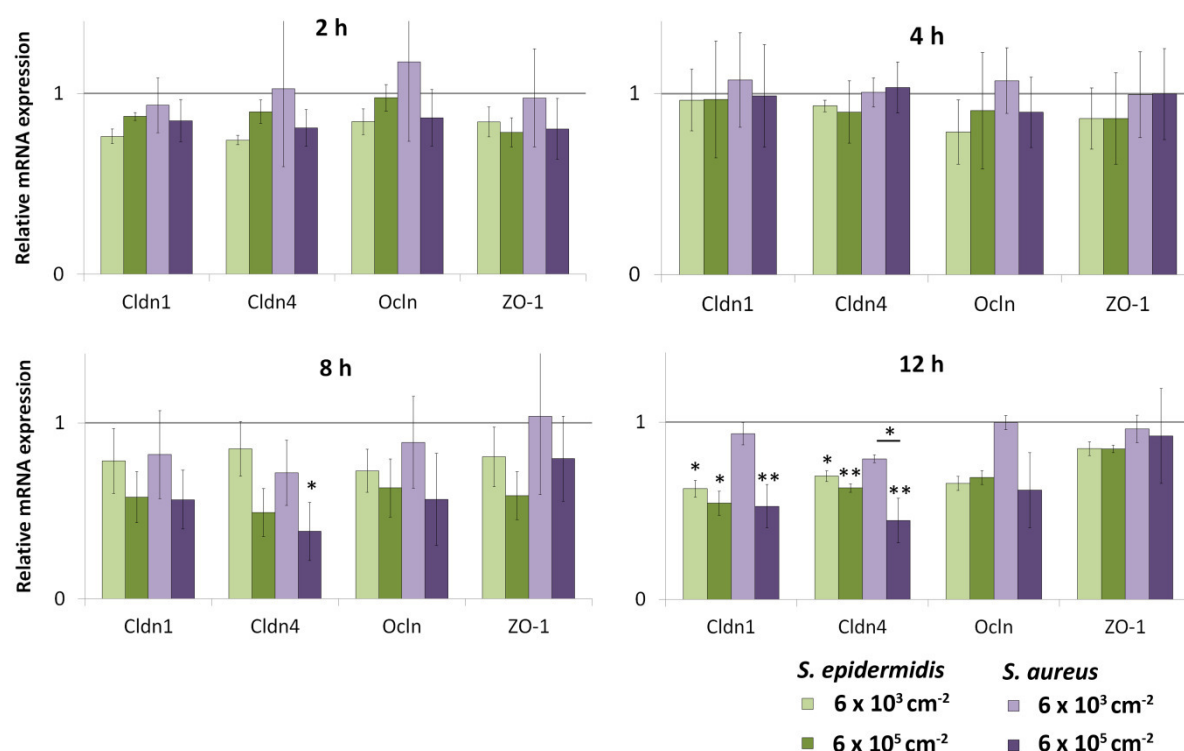 2 h
Relative mRNA expression
1
0
Cldn1 Cldn4 Ocln ZO-1
4 h
1
0
Cldn1 Cldn4 Ocln ZO-1
8 h
Relative mRNA expression
1
*
0
Cldn1 Cldn4 Ocln ZO-1
12 h
1
*
* * ** * ** **
0
Cldn1 Cldn4 Ocln ZO-1
S. epidermidis S. aureus
6 x 10³ cm⁻² 6 x 10³ cm⁻²
6 x 10⁵ cm⁻² 6 x 10⁵ cm⁻²